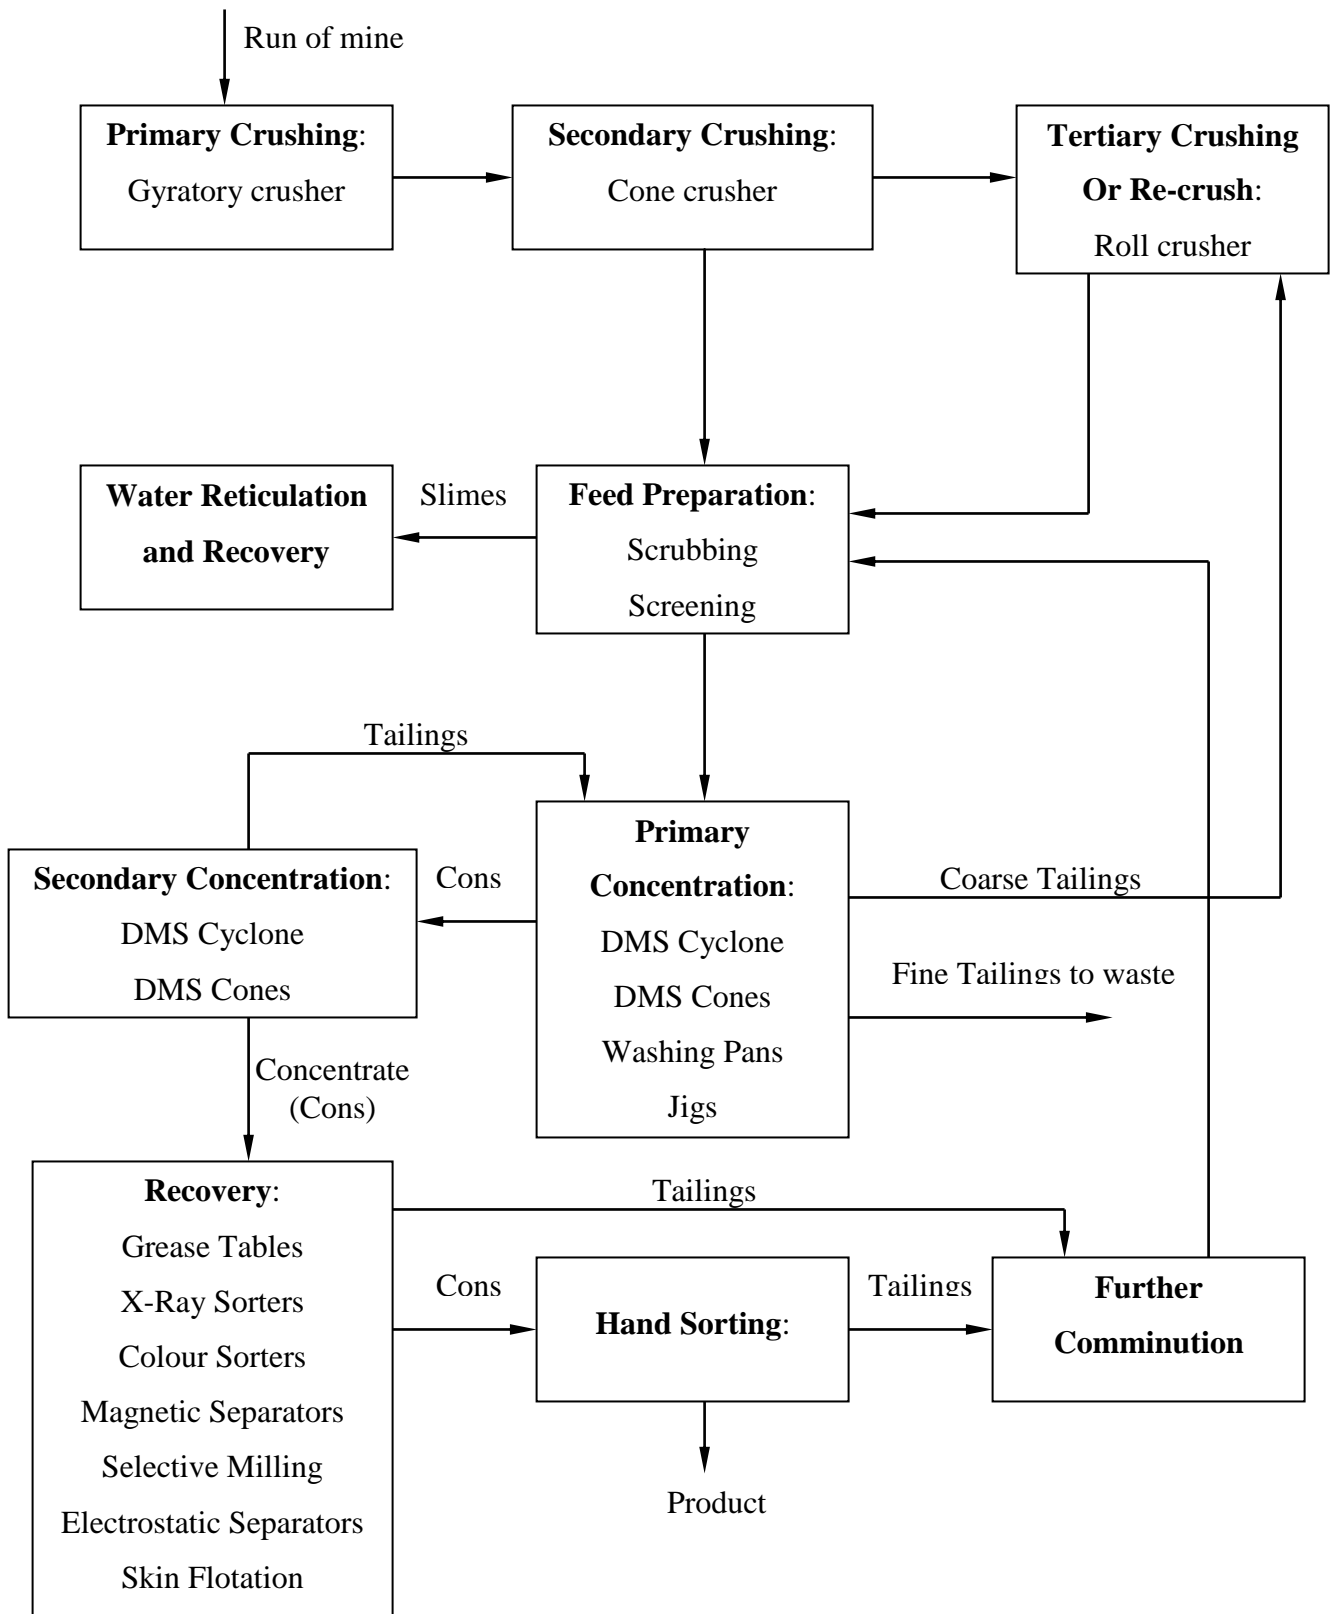 Run of mine
Primary Crushing:
Gyratory crusher
Secondary Crushing:
Cone crusher
Tertiary Crushing
Or Re-crush:
Roll crusher
Water Reticulation
and Recovery
Slimes
Feed Preparation:
Scrubbing
Screening
Tailings
Secondary Concentration:
DMS Cyclone
DMS Cones
Cons
Primary
Concentration:
DMS Cyclone
DMS Cones
Washing Pans
Jigs
Coarse Tailings
Fine Tailings to waste
Concentrate
(Cons)
Recovery:
Grease Tables
X-Ray Sorters
Colour Sorters
Magnetic Separators
Selective Milling
Electrostatic Separators
Skin Flotation
Tailings
Cons
Hand Sorting:
Tailings
Further
Comminution
Product